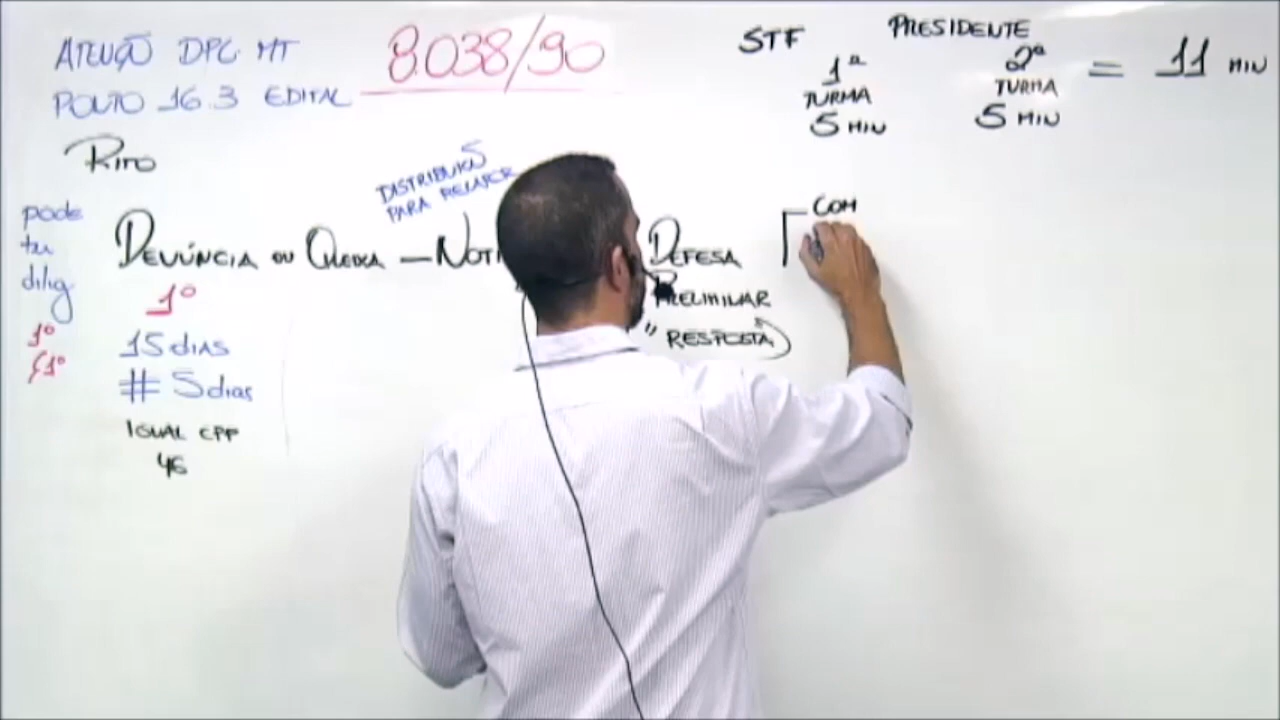 ATENÇÃO DPC MT
PONTO 16.3 EDITAL
8.038/90
STF
PRESIDENTE
1ª
TURMA
5 MIN
2ª
TURMA
5 MIN
= 11 MIN
RITO
DISTRIBUIÇÃO
PARA RELATOR
pode
tu
dilig
1º
DENÚNCIA OU QUEIXA — NOTI
1º
15 DIAS
# 5 dias
IGUAL CPP
46
DEFESA
PRELIMINAR
"RESPOSTA
COM